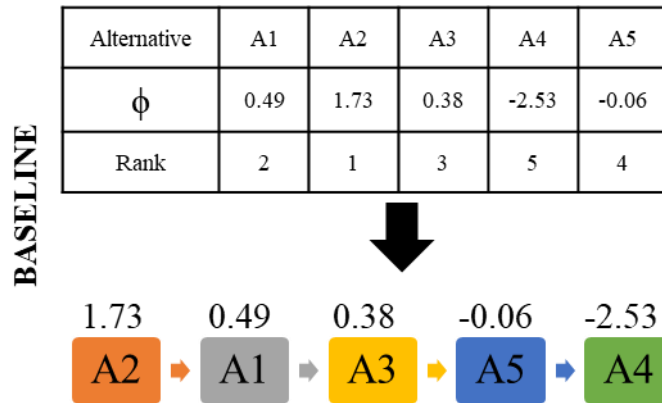 BASELINE
Alternative A1 A2 A3 A4 A5
ϕ 0.49 1.73 0.38 -2.53 -0.06
Rank 2 1 3 5 4
1.73 0.49 0.38 -0.06 -2.53
A2 A1 A3 A5 A4